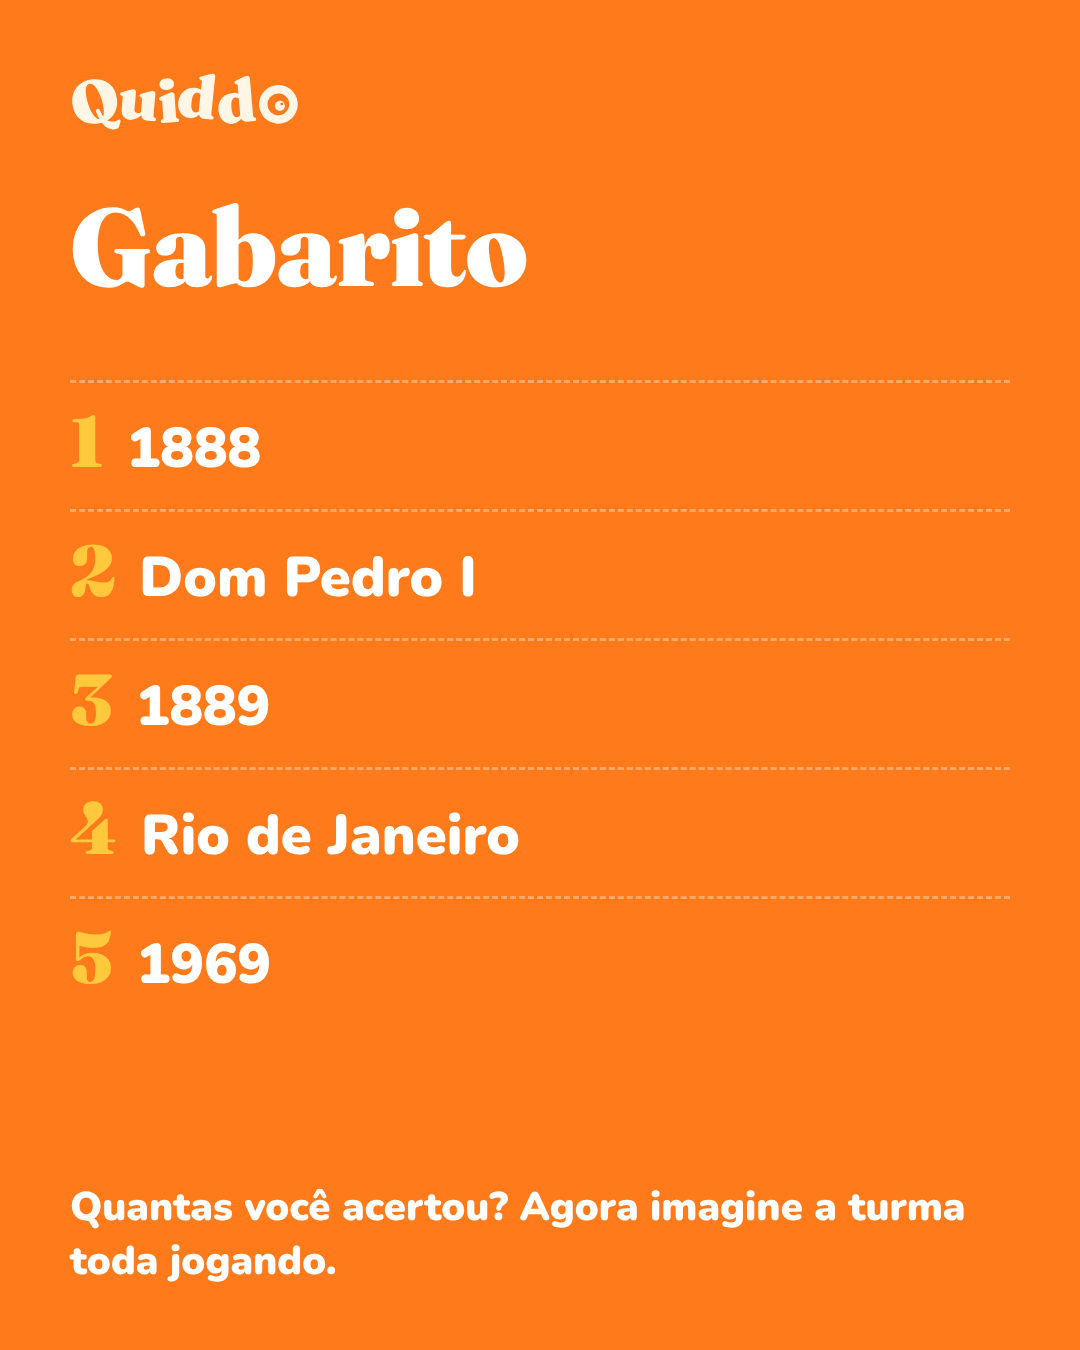 Quiddo
Gabarito
1 1888
2 Dom Pedro I
3 1889
4 Rio de Janeiro
5 1969
Quantas você acertou? Agora imagine a turma
toda jogando.